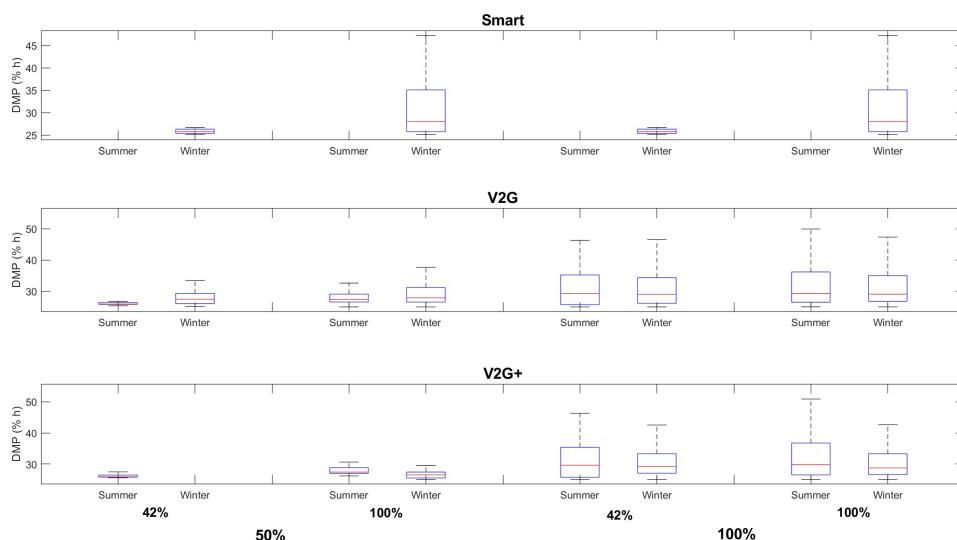 Smart
DMP (% h)
45
40
35
30
25
Summer Winter Summer Winter Summer Winter Summer Winter
V2G
DMP (% h)
50
40
30
Summer Winter Summer Winter Summer Winter Summer Winter
V2G+
DMP (% h)
50
40
30
Summer Winter Summer Winter Summer Winter Summer Winter
42% 100% 42% 100%
50% 100%